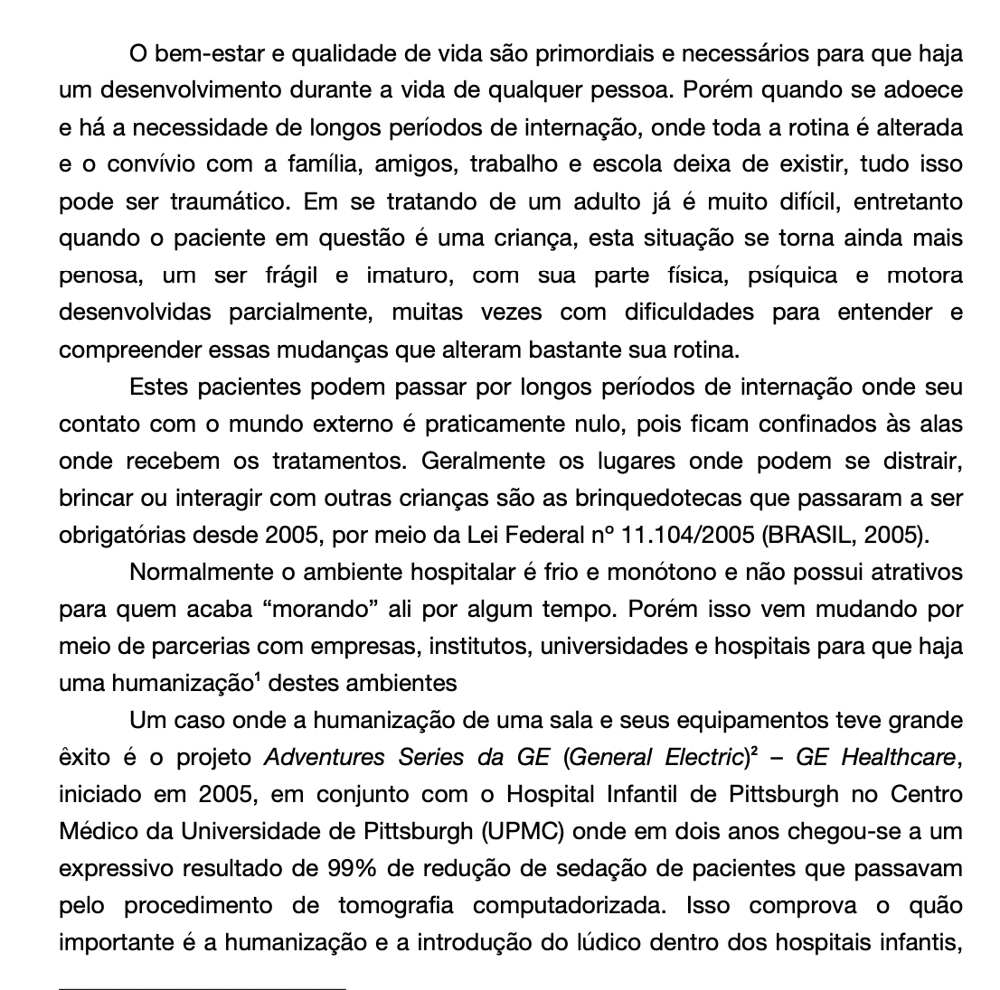 O bem-estar e qualidade de vida são primordiais e necessários para que haja
um desenvolvimento durante a vida de qualquer pessoa. Porém quando se adoece
e há a necessidade de longos períodos de internação, onde toda a rotina é alterada
e o convívio com a família, amigos, trabalho e escola deixa de existir, tudo isso
pode ser traumático. Em se tratando de um adulto já é muito difícil, entretanto
quando o paciente em questão é uma criança, esta situação se torna ainda mais
penosa, um ser frágil e imaturo, com sua parte física, psíquica e motora
desenvolvidas parcialmente, muitas vezes com dificuldades para entender e
compreender essas mudanças que alteram bastante sua rotina.
Estes pacientes podem passar por longos períodos de internação onde seu
contato com o mundo externo é praticamente nulo, pois ficam confinados às alas
onde recebem os tratamentos. Geralmente os lugares onde podem se distrair,
brincar ou interagir com outras crianças são as brinquedotecas que passaram a ser
obrigatórias desde 2005, por meio da Lei Federal nº 11.104/2005 (BRASIL, 2005).
Normalmente o ambiente hospitalar é frio e monótono e não possui atrativos
para quem acaba “morando” ali por algum tempo. Porém isso vem mudando por
meio de parcerias com empresas, institutos, universidades e hospitais para que haja
uma humanização¹ destes ambientes
Um caso onde a humanização de uma sala e seus equipamentos teve grande
êxito é o projeto Adventures Series da GE (General Electric)² – GE Healthcare,
iniciado em 2005, em conjunto com o Hospital Infantil de Pittsburgh no Centro
Médico da Universidade de Pittsburgh (UPMC) onde em dois anos chegou-se a um
expressivo resultado de 99% de redução de sedação de pacientes que passavam
pelo procedimento de tomografia computadorizada. Isso comprova o quão
importante é a humanização e a introdução do lúdico dentro dos hospitais infantis,